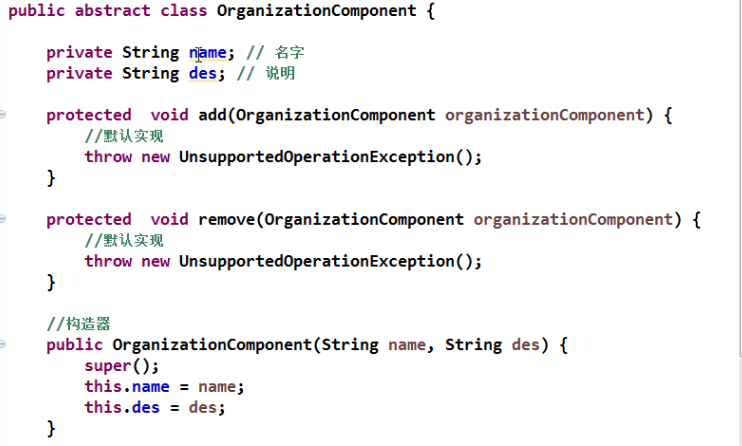 public abstract class OrganizationComponent {
private String name; // 名字
private String des; // 说明
protected  void add(OrganizationComponent organizationComponent) {
//默认实现
throw new UnsupportedOperationException();
}
protected  void remove(OrganizationComponent organizationComponent) {
//默认实现
throw new UnsupportedOperationException();
}
//构造器
public OrganizationComponent(String name, String des) {
super();
this.name = name;
this.des = des;
}